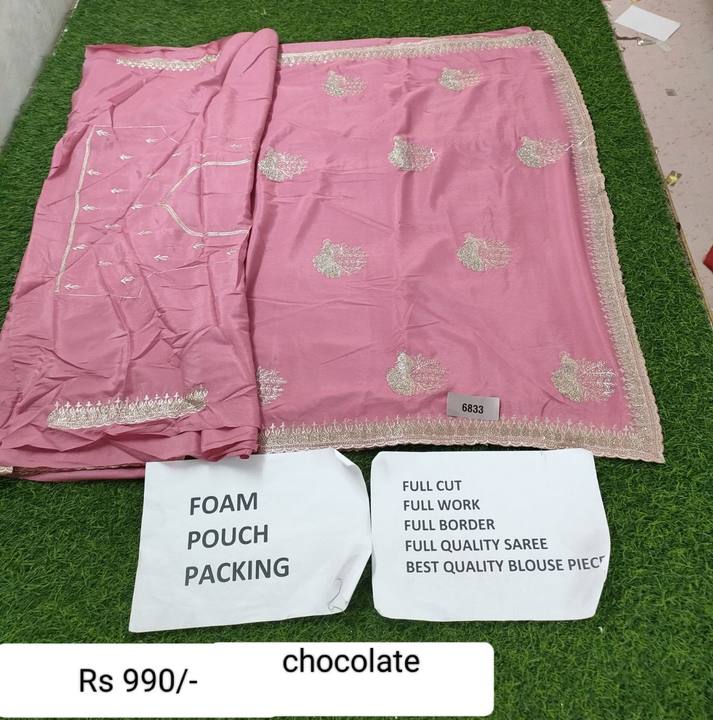 6833
FOAM
POUCH
PACKING
FULL CUT
FULL WORK
FULL BORDER
FULL QUALITY SAREE
BEST QUALITY BLOUSE PIECE
Rs 990/-
chocolate